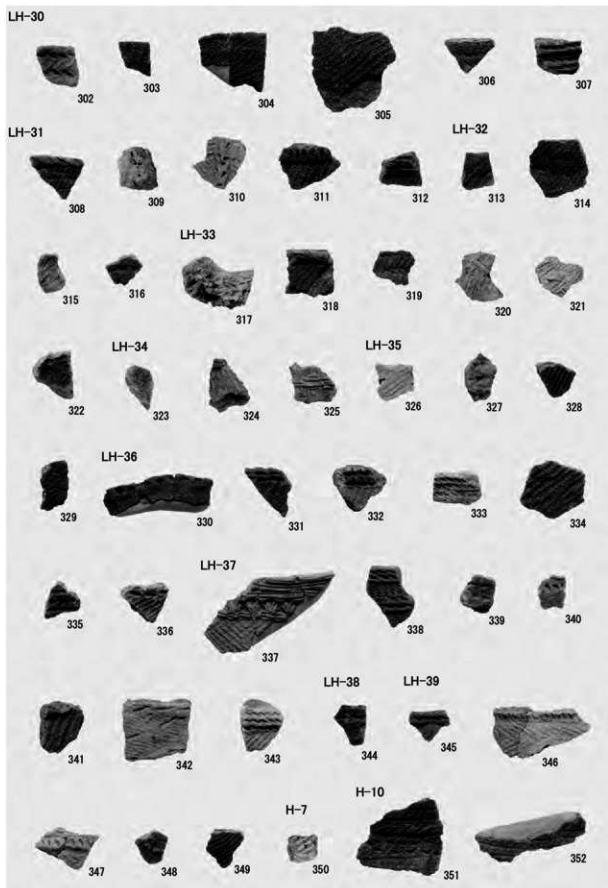 LH-30
302 303 304 305 306 307
LH-31 LH-32
308 309 310 311 312 313 314
LH-33
315 316 317 318 319 320 321
LH-34 LH-35
322 323 324 325 326 327 328
LH-36
329 330 331 332 333 334
LH-37
335 336 337 338 339 340
LH-38 LH-39
341 342 343 344 345 346
H-7 H-10
347 348 349 350 351 352